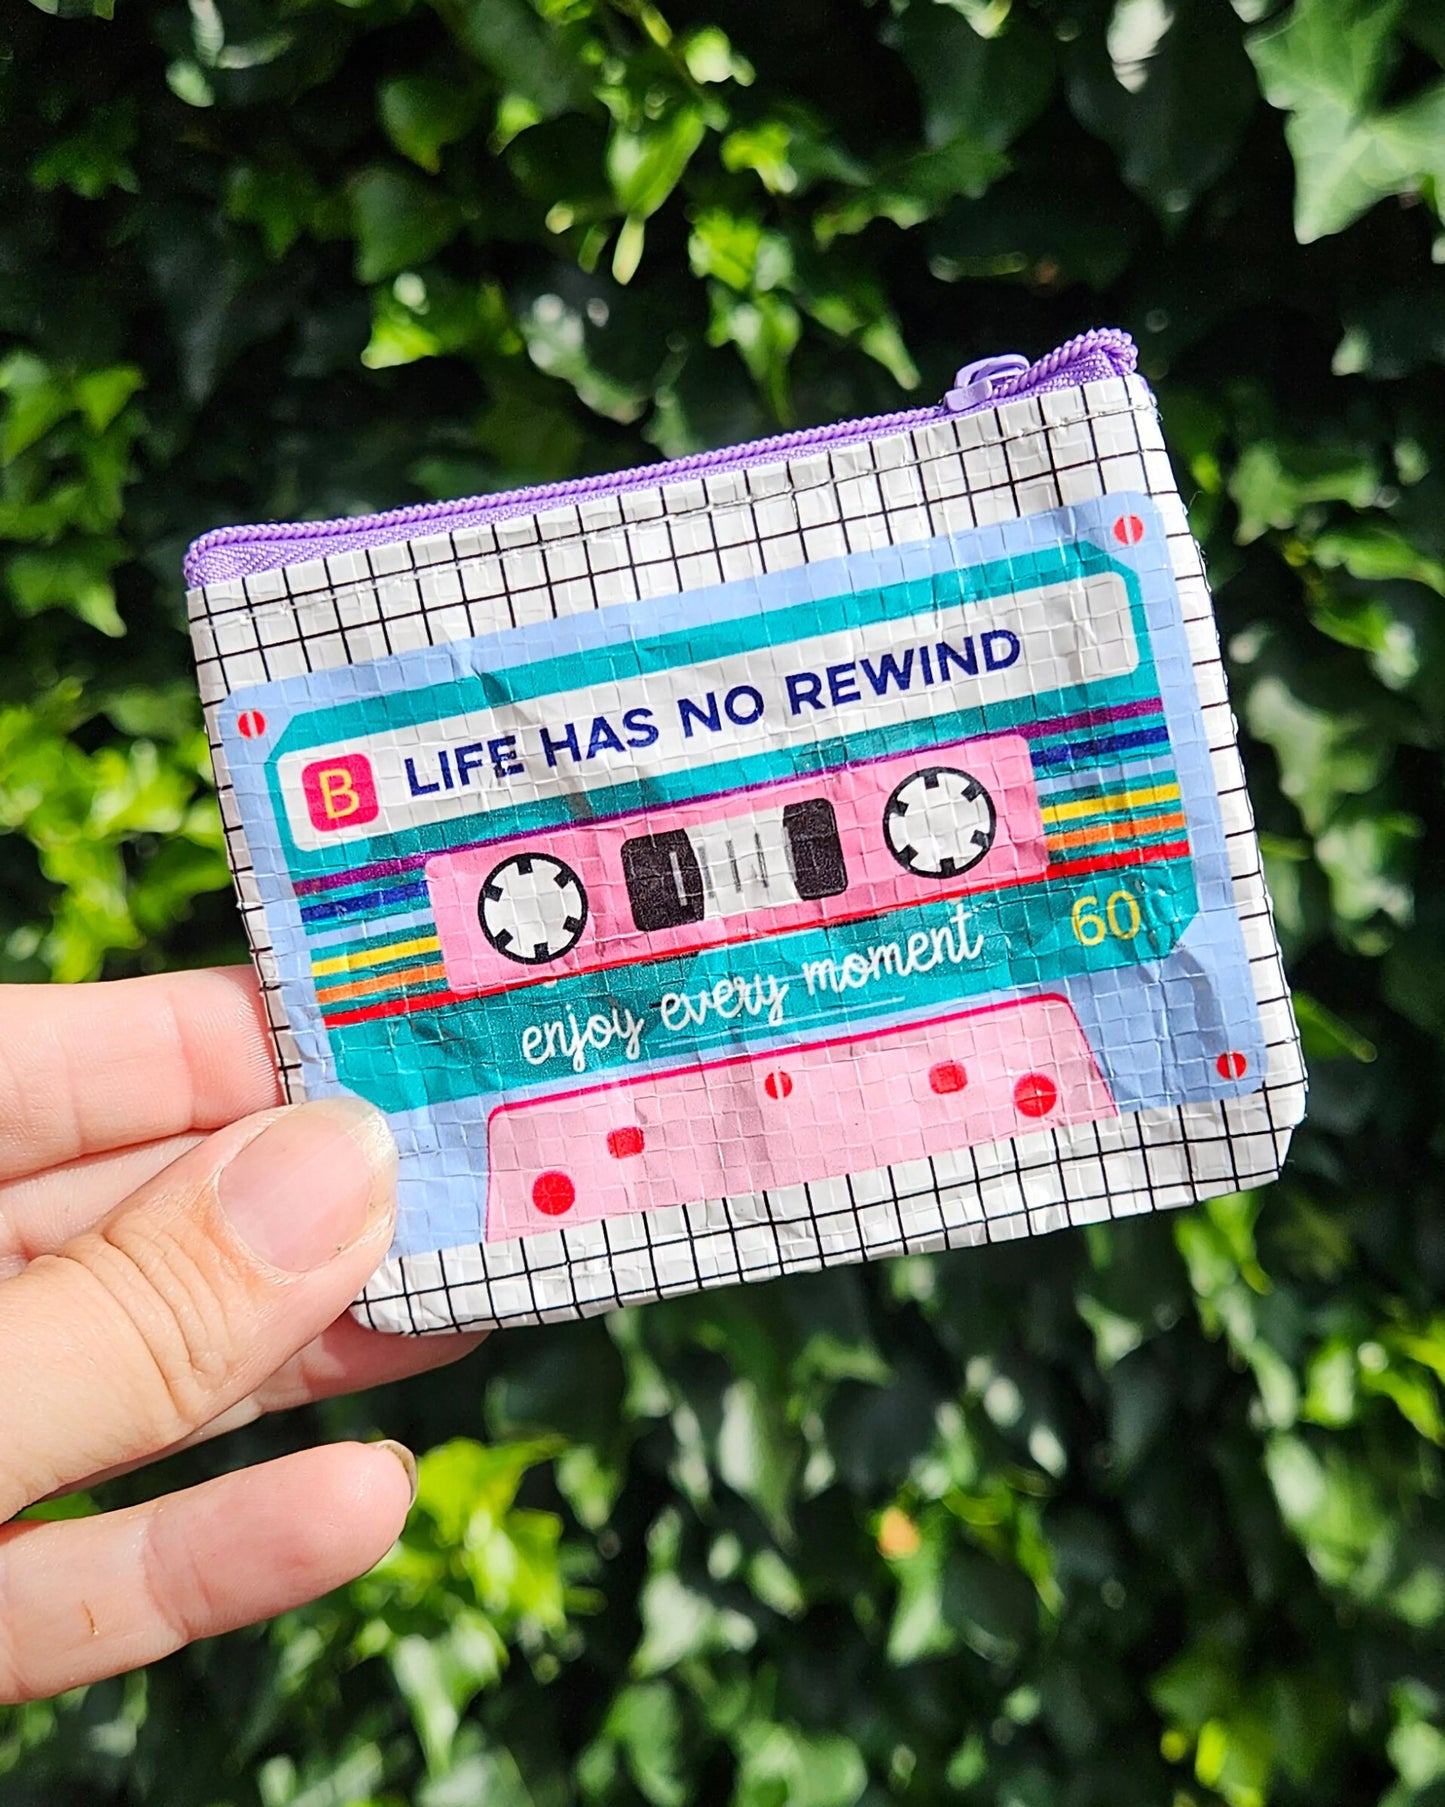 B LIFE HAS NO REWIND
60
enjoy every moment